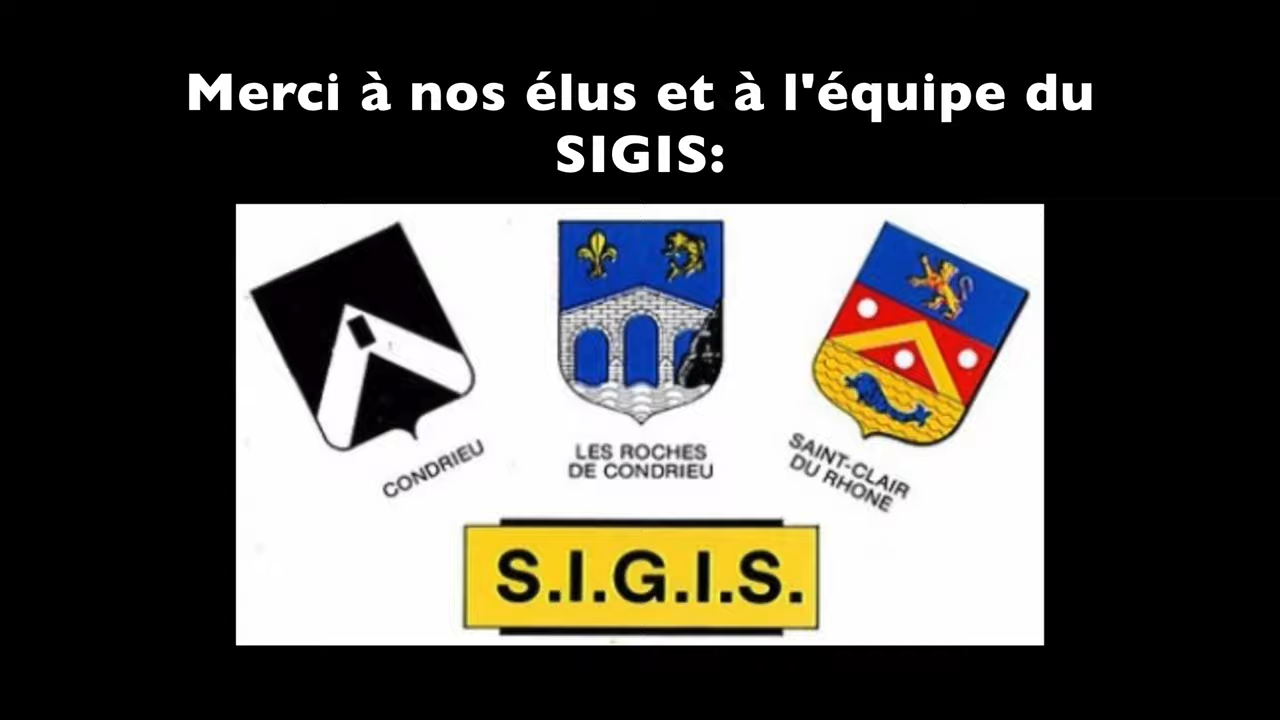 Merci à nos élus et à l'équipe du
SIGIS:
CONDRIEU
LES ROCHES
DE CONDRIEU
SAINT-CLAIR
DU RHONE
S.I.G.I.S.